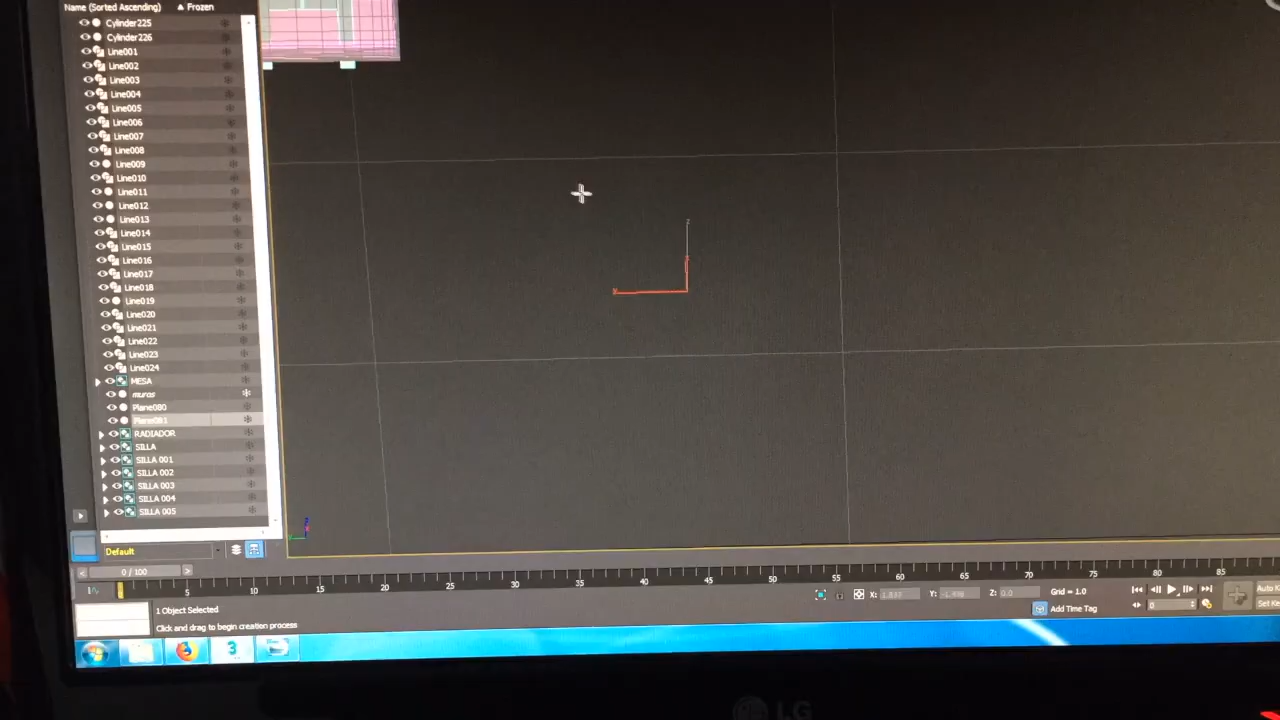 Name (Sorted Ascending) ▲ Frozen
Cylinder225
Cylinder226
Line001
Line002
Line003
Line004
Line005
Line006
Line007
Line008
Line009
Line010
Line011
Line012
Line013
Line014
Line015
Line016
Line017
Line018
Line019
Line020
Line021
Line022
Line023
Line024
MESA
muros
Plane080
Plane081
RADIADOR
SILLA
SILLA 001
SILLA 002
SILLA 003
SILLA 004
SILLA 005
Default
0 / 100
5 10 15 20 25 30 35 40 45 50 55 60 65 70 75 80 85
1 Object Selected
X: Y: Z: 0.0 Grid = 1.0
Click and drag to begin creation process
Add Time Tag
0
LG